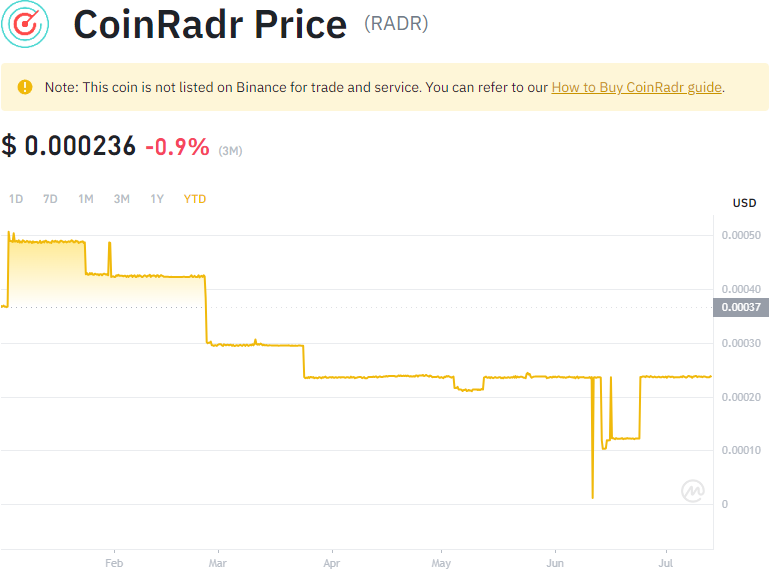 CoinRadr Price (RADR)
Note: This coin is not listed on Binance for trade and service. You can refer to our How to Buy CoinRadr guide.
$ 0.000236 -0.9% (3M)
1D 7D 1M 3M 1Y YTD
USD
0.00050
0.00040
0.00037
0.00030
0.00020
0.00010
0
Feb Mar Apr May Jun Jul